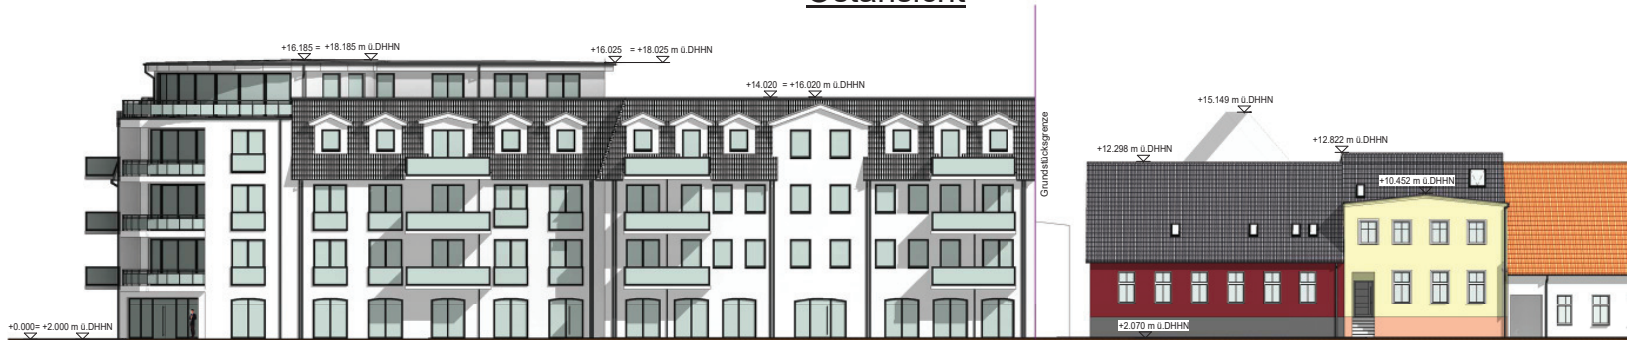 Ostansicht
+16.185 = +18.185 m ü.DHHN
+16.025 = +18.025 m ü.DHHN
+14.020 = +16.020 m ü.DHHN
Grundstücksgrenze
+15.149 m ü.DHHN
+12.298 m ü.DHHN
+12.822 m ü.DHHN
+10.452 m ü.DHHN
+0.000= +2.000 m ü.DHHN
+2.070 m ü.DHHN